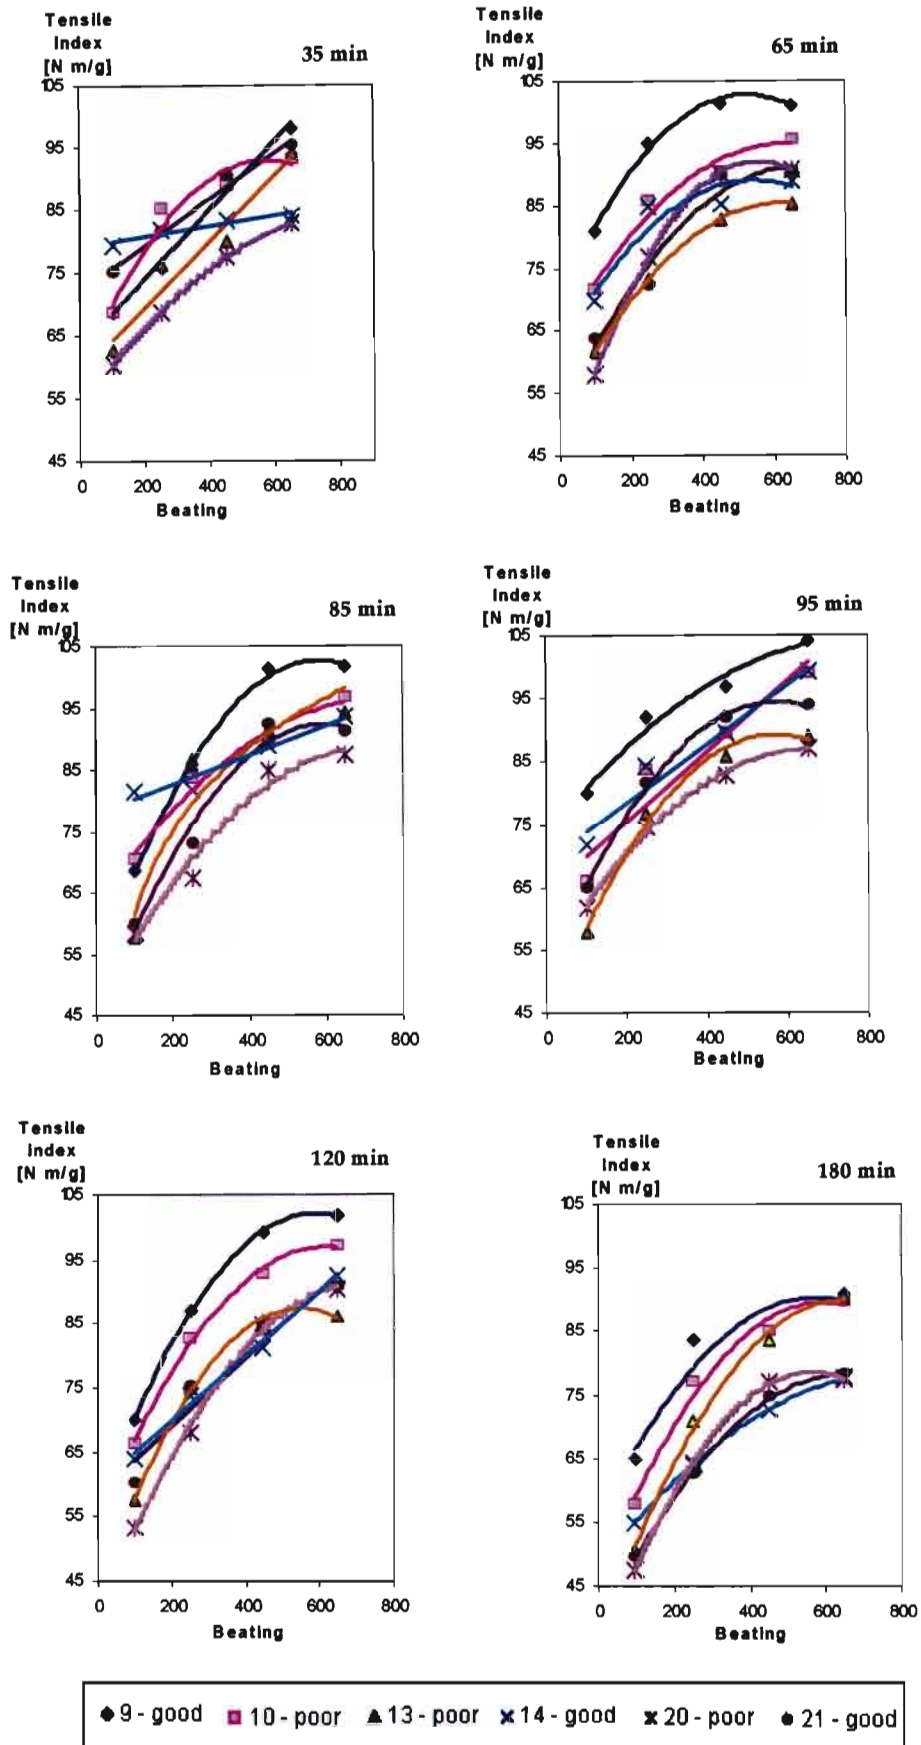 Tensile
Index
[N m/g]
35 min
105
95
85
75
65
55
45
0 200 400 600 800
Beating
Tensile
Index
[N m/g]
65 min
105
95
85
75
65
55
45
0 200 400 600 800
Beating
Tensile
Index
[N m/g]
85 min
105
95
85
75
65
55
45
0 200 400 600 800
Beating
Tensile
Index
[N m/g]
95 min
105
95
85
75
65
55
45
0 200 400 600 800
Beating
Tensile
Index
[N m/g]
120 min
105
95
85
75
65
55
45
0 200 400 600 800
Beating
Tensile
Index
[N m/g]
180 min
105
95
85
75
65
55
45
0 200 400 600 800
Beating
9 - good 10 - poor 13 - poor 14 - good 20 - poor 21 - good